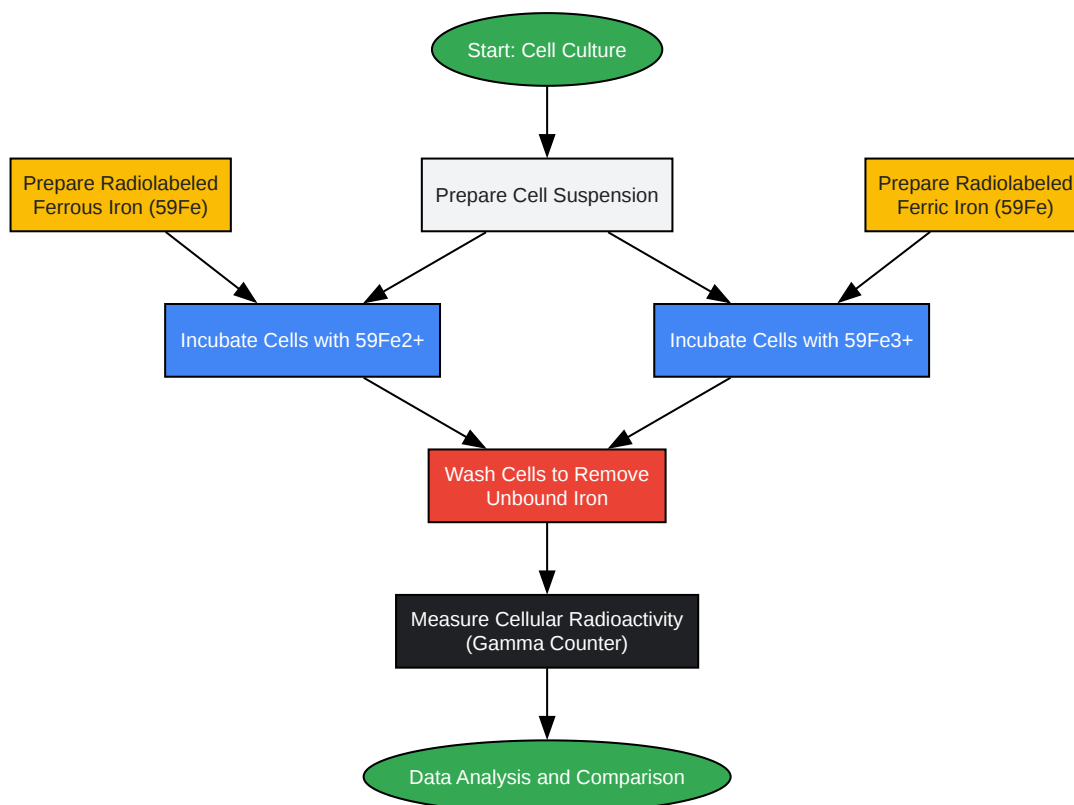 Start: Cell Culture
Prepare Radiolabeled
Ferrous Iron (59Fe)
Prepare Cell Suspension
Prepare Radiolabeled
Ferric Iron (59Fe)
Incubate Cells with 59Fe2+
Incubate Cells with 59Fe3+
Wash Cells to Remove
Unbound Iron
Measure Cellular Radioactivity
(Gamma Counter)
Data Analysis and Comparison